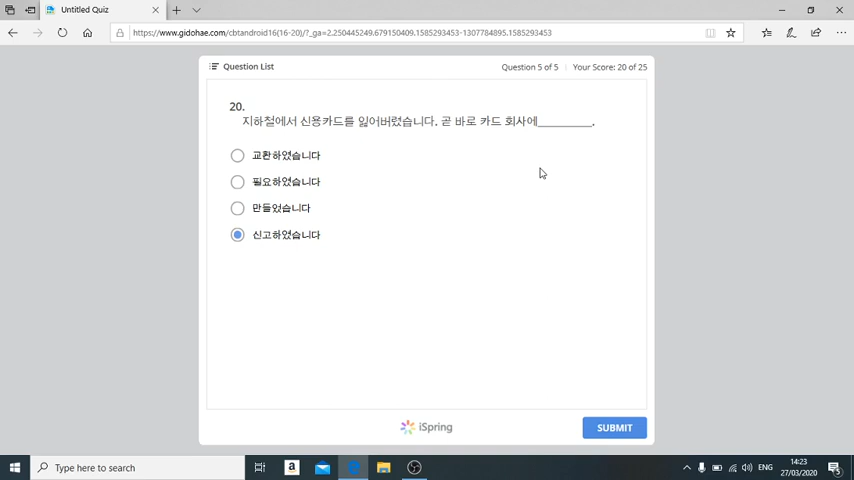 Untitled Quiz
https://www.gidohae.com/cbtandroid16(16-20)/?_ga=2.250445249.679150409.1585293453-1307784895.1585293453
Question List
Question 5 of 5
Your Score: 20 of 25
20.
지하철에서 신용카드를 잃어버렸습니다. 곧 바로 카드 회사에_________.
교환하였습니다
필요하였습니다
만들었습니다
신고하였습니다
iSpring
SUBMIT
Type here to search
a
ENG
14:23
27/03/2020